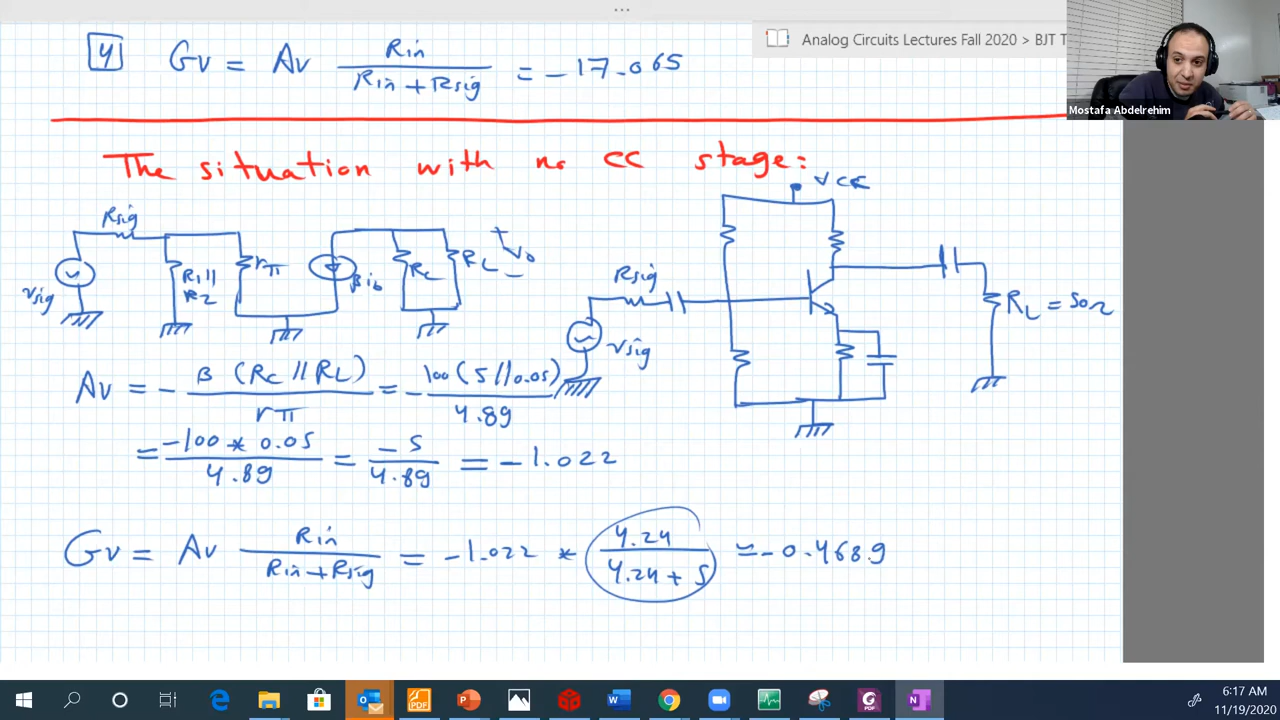 4 Gv = Av Rin / Rin + Rsig = -17.065
Analog Circuits Lectures Fall 2020 > BJT T
Mostafa Abdelrehim
The situation with no CC stage:
VCC
Rsig
vsig
R1 || R2
rπ
βib
RC
RL
+ Vo -
Rsig
vsig
RL = 50Ω
Av = - β (RC // RL) / rπ = - 100 (5 // 0.05) / 4.89
= -100 * 0.05 / 4.89 = -5 / 4.89 = -1.022
Gv = Av Rin / Rin + Rsig = -1.022 * 4.24 / 4.24 + 5 ≈ -0.4689
6:17 AM
11/19/2020